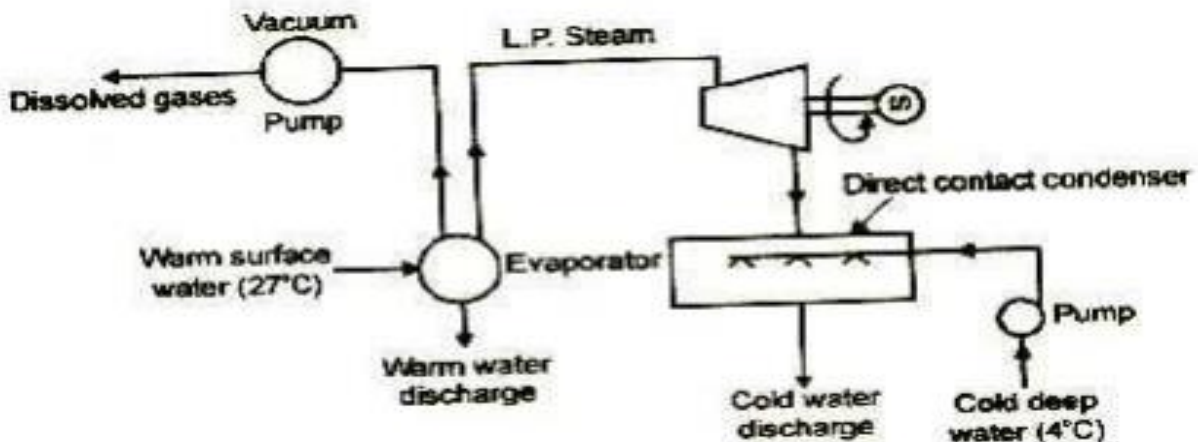 Vacuum
Pump
Dissolved gases
L.P. Steam
S
Direct contact condenser
Warm surface
water (27°C)
Evaporator
Pump
Warm water
discharge
Cold water
discharge
Cold deep
water (4°C)